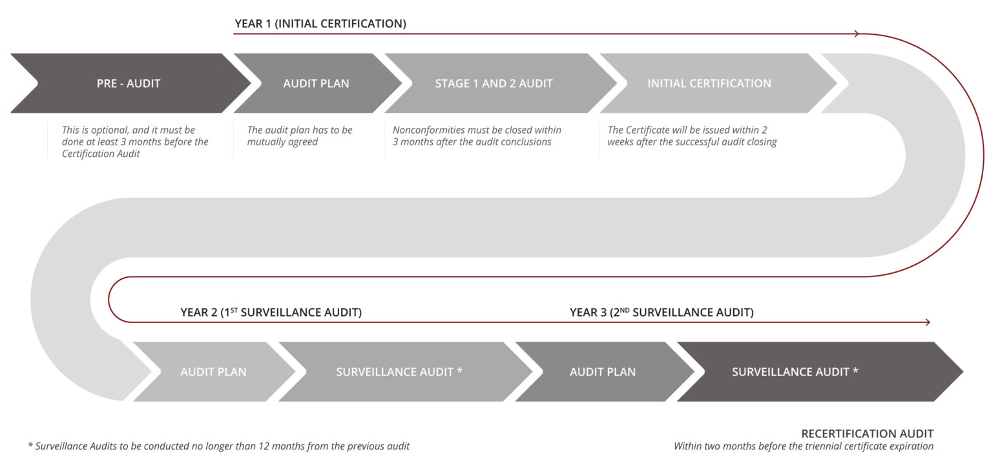 YEAR 1 (INITIAL CERTIFICATION)
PRE - AUDIT
AUDIT PLAN
STAGE 1 AND 2 AUDIT
INITIAL CERTIFICATION
This is optional, and it must be
done at least 3 months before the
Certification Audit
The audit plan has to be
mutually agreed
Nonconformities must be closed within
3 months after the audit conclusions
The Certificate will be issued within 2
weeks after the successful audit closing
YEAR 2 (1ST SURVEILLANCE AUDIT)
YEAR 3 (2ND SURVEILLANCE AUDIT)
AUDIT PLAN
SURVEILLANCE AUDIT *
AUDIT PLAN
SURVEILLANCE AUDIT *
* Surveillance Audits to be conducted no longer than 12 months from the previous audit
RECERTIFICATION AUDIT
Within two months before the triennial certificate expiration